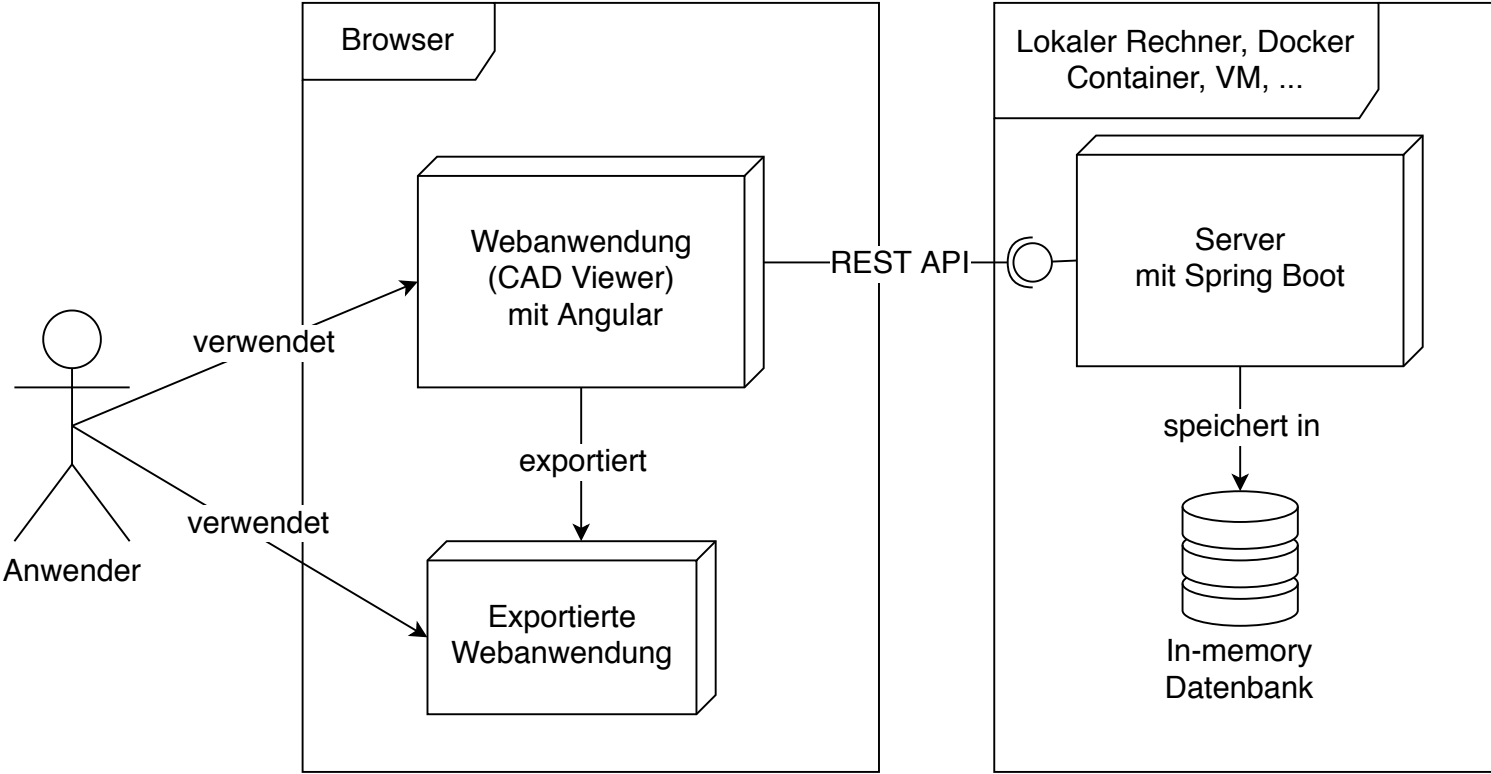 Browser
Lokaler Rechner, Docker
Container, VM, ...
Webanwendung
(CAD Viewer)
mit Angular
REST API
Server
mit Spring Boot
verwendet
speichert in
exportiert
verwendet
Anwender
Exportierte
Webanwendung
In-memory
Datenbank